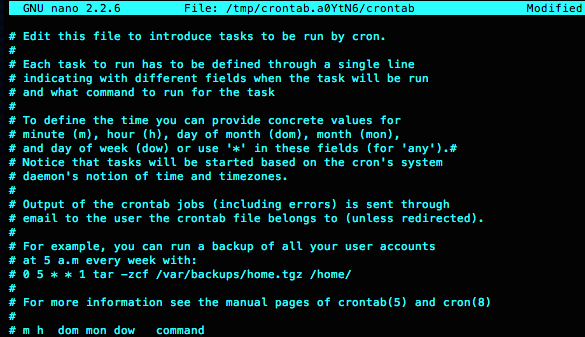 GNU nano 2.2.6 File: /tmp/crontab.a0YtN6/crontab Modified
# Edit this file to introduce tasks to be run by cron.
#
# Each task to run has to be defined through a single line
# indicating with different fields when the task will be run
# and what command to run for the task
#
# To define the time you can provide concrete values for
# minute (m), hour (h), day of month (dom), month (mon),
# and day of week (dow) or use '*' in these fields (for 'any').#
# Notice that tasks will be started based on the cron's system
# daemon's notion of time and timezones.
#
# Output of the crontab jobs (including errors) is sent through
# email to the user the crontab file belongs to (unless redirected).
#
# For example, you can run a backup of all your user accounts
# at 5 a.m every week with:
# 0 5 * * 1 tar -zcf /var/backups/home.tgz /home/
#
# For more information see the manual pages of crontab(5) and cron(8)
#
# m h  dom mon dow   command